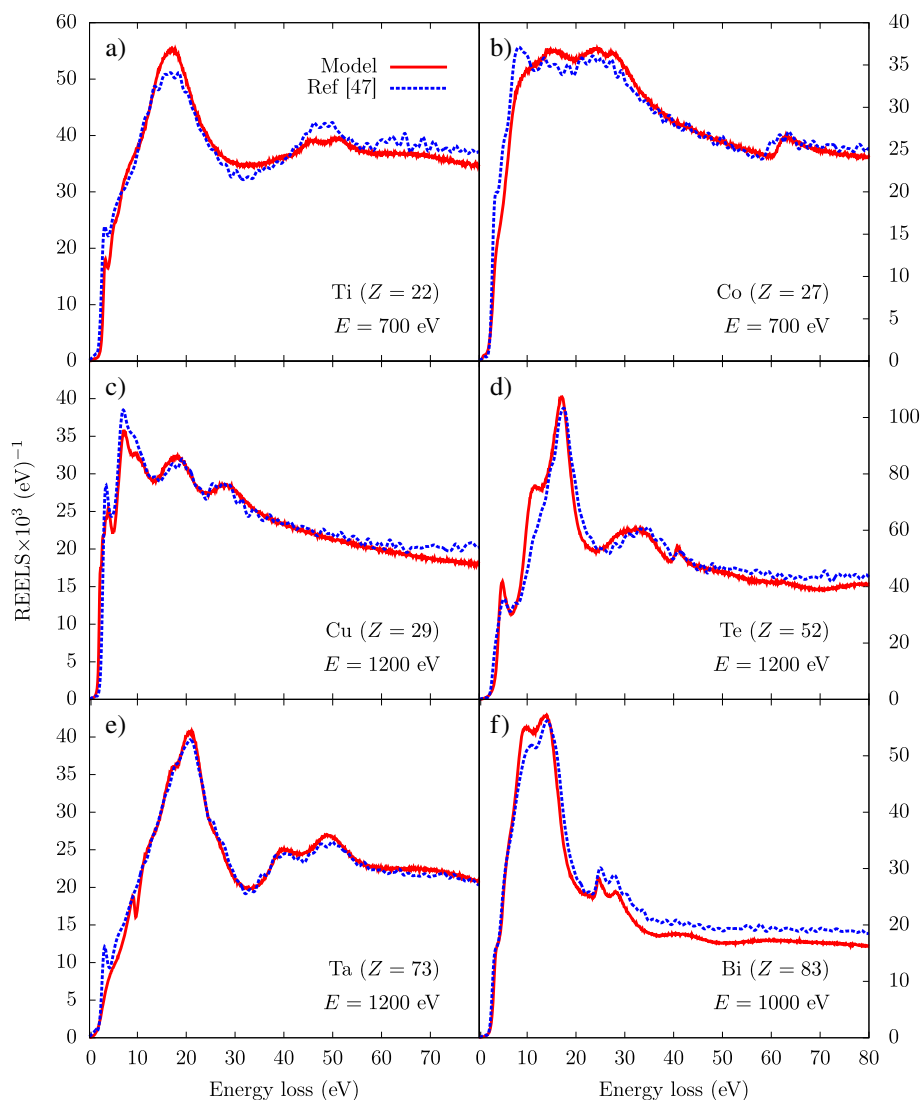 a)
Model
Ref [47]
60
50
40
30
20
10
0
Ti (Z = 22)
E = 700 eV
b)
40
35
30
25
20
15
10
5
0
Co (Z = 27)
E = 700 eV
REELS×10³ (eV)⁻¹
c)
40
35
30
25
20
15
10
5
0
Cu (Z = 29)
E = 1200 eV
d)
100
80
60
40
20
0
Te (Z = 52)
E = 1200 eV
e)
40
35
30
25
20
15
10
5
0
Ta (Z = 73)
E = 1200 eV
0 10 20 30 40 50 60 70
Energy loss (eV)
f)
50
40
30
20
10
0
Bi (Z = 83)
E = 1000 eV
0 10 20 30 40 50 60 70 80
Energy loss (eV)